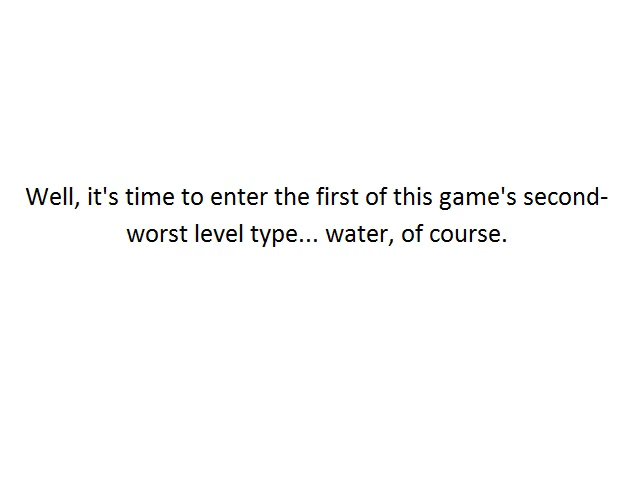 Well, it's time to enter the first of this game's second-
worst level type... water, of course.